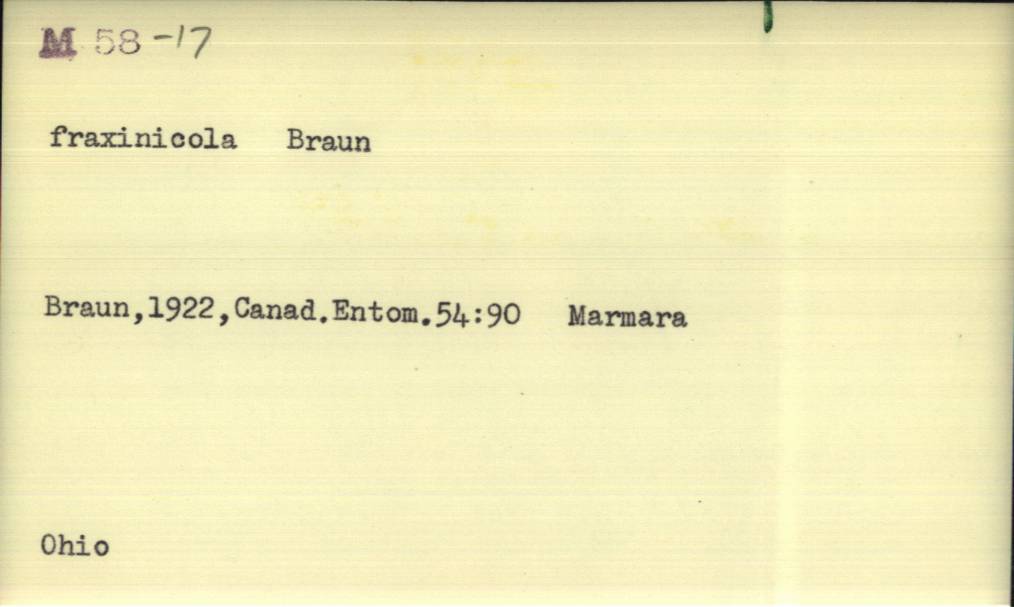 M 58-17
fraxinicola Braun
Braun,1922,Canad.Entom.54:90 Marmara
Ohio